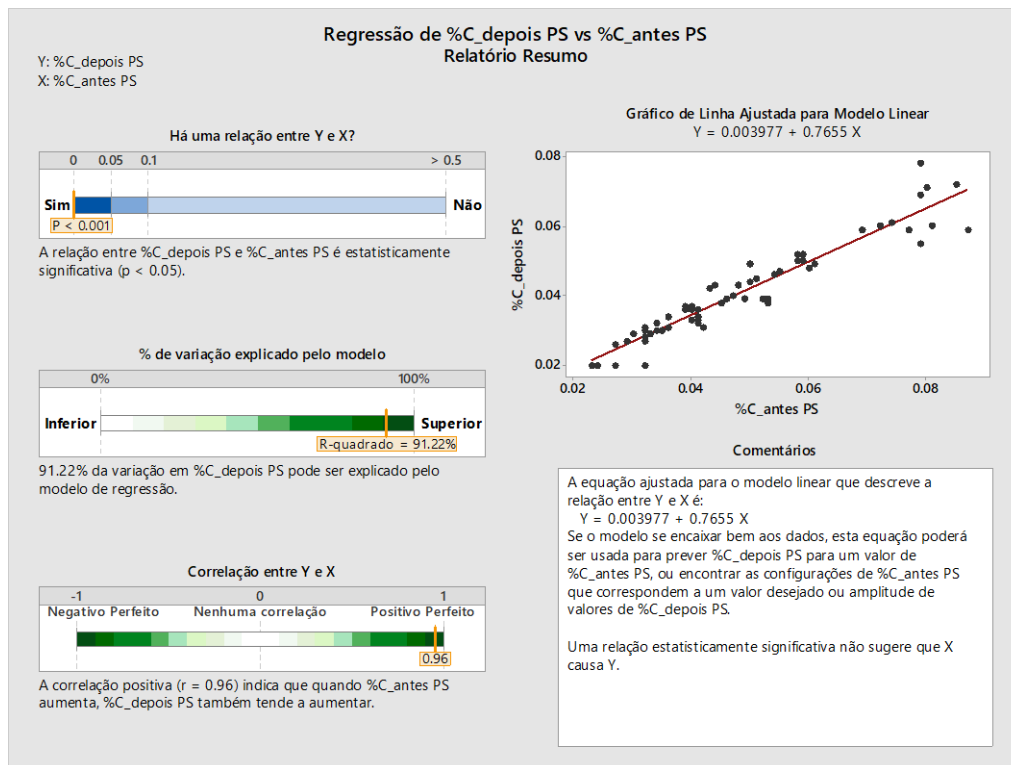 Regressão de %C_depois PS vs %C_antes PS
Relatório Resumo
Y: %C_depois PS
X: %C_antes PS
Há uma relação entre Y e X?
0 0.05 0.1 > 0.5
Sim Não
P < 0.001
A relação entre %C_depois PS e %C_antes PS é estatisticamente
significativa (p < 0.05).
% de variação explicado pelo modelo
0% 100%
Inferior Superior
R-quadrado = 91.22%
91.22% da variação em %C_depois PS pode ser explicado pelo
modelo de regressão.
Correlação entre Y e X
-1 0 1
Negativo Perfeito Nenhuma correlação Positivo Perfeito
0.96
A correlação positiva (r = 0.96) indica que quando %C_antes PS
aumenta, %C_depois PS também tende a aumentar.
Gráfico de Linha Ajustada para Modelo Linear
Y = 0.003977 + 0.7655 X
0.08
0.06
0.04
0.02
%C_depois PS
0.02 0.04 0.06 0.08
%C_antes PS
Comentários
A equação ajustada para o modelo linear que descreve a
relação entre Y e X é:
Y = 0.003977 + 0.7655 X
Se o modelo se encaixar bem aos dados, esta equação poderá
ser usada para prever %C_depois PS para um valor de
%C_antes PS, ou encontrar as configurações de %C_antes PS
que correspondem a um valor desejado ou amplitude de
valores de %C_depois PS.
Uma relação estatisticamente significativa não sugere que X
causa Y.